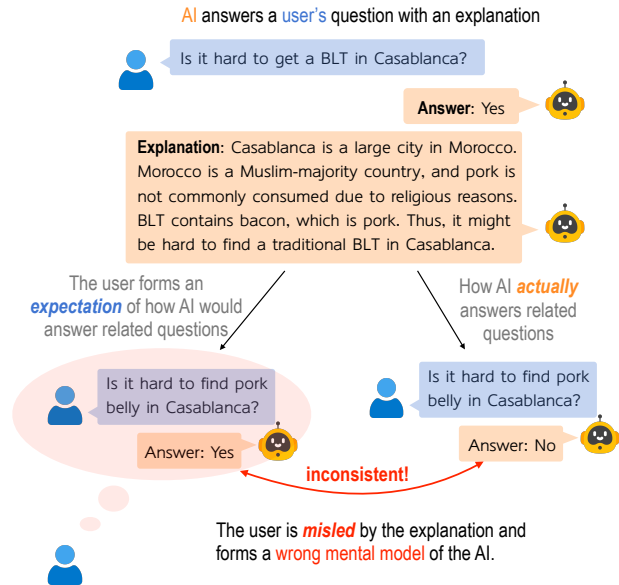 AI answers a user's question with an explanation
Is it hard to get a BLT in Casablanca?
Answer: Yes
Explanation: Casablanca is a large city in Morocco.
Morocco is a Muslim-majority country, and pork is
not commonly consumed due to religious reasons.
BLT contains bacon, which is pork. Thus, it might
be hard to find a traditional BLT in Casablanca.
The user forms an
expectation of how AI would
answer related questions
How AI actually
answers related
questions
Is it hard to find pork
belly in Casablanca?
Answer: Yes
Is it hard to find pork
belly in Casablanca?
Answer: No
inconsistent!
The user is misled by the explanation and
forms a wrong mental model of the AI.